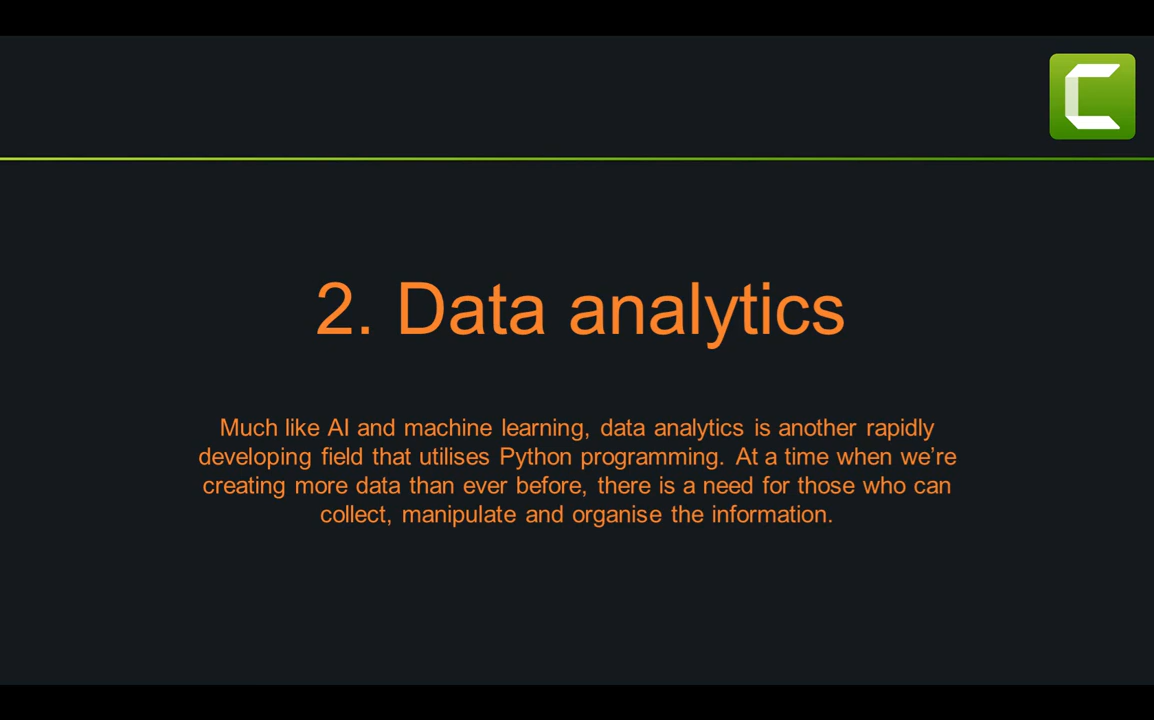 2. Data analytics
Much like AI and machine learning, data analytics is another rapidly
developing field that utilises Python programming. At a time when we’re
creating more data than ever before, there is a need for those who can
collect, manipulate and organise the information.